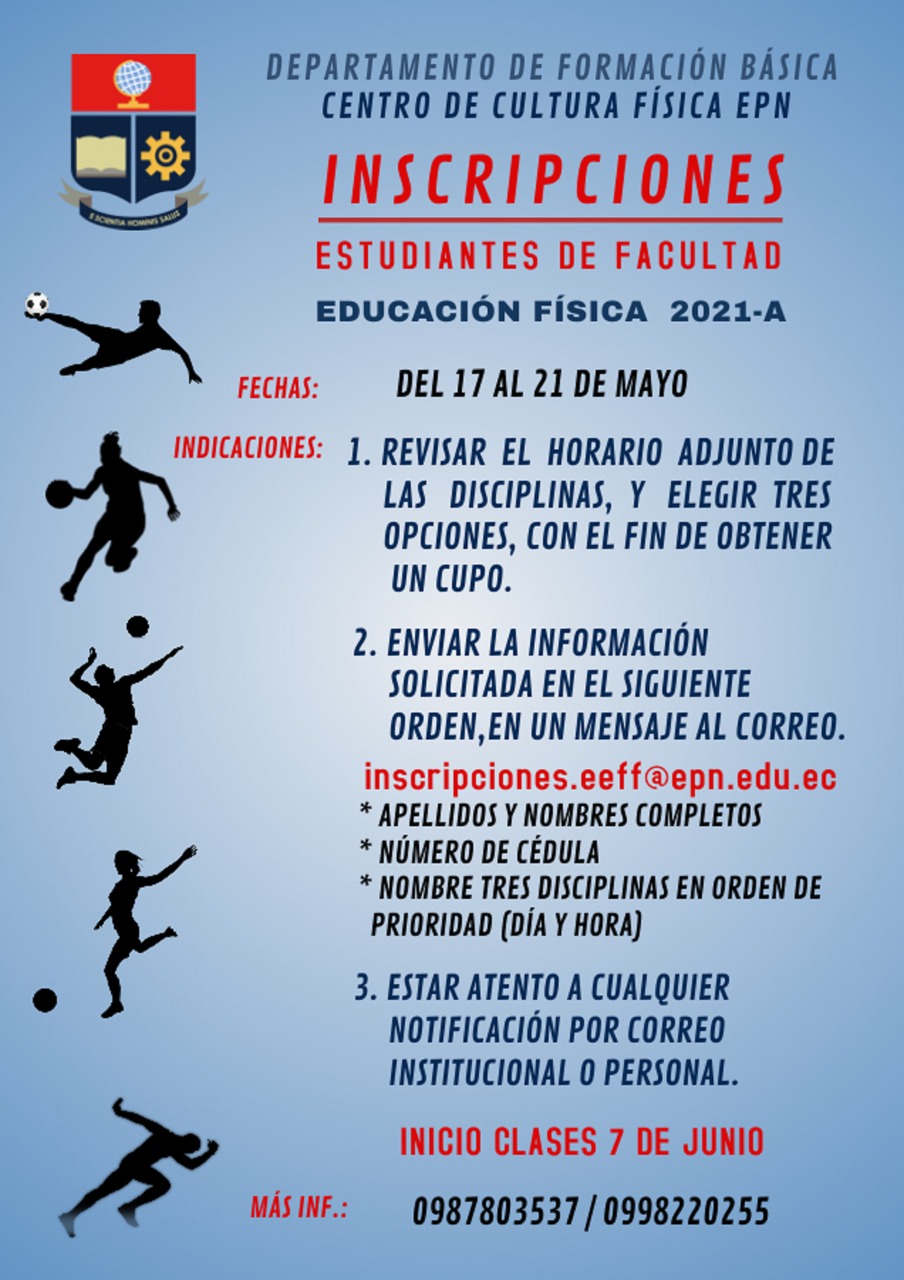 DEPARTAMENTO DE FORMACIÓN BÁSICA
CENTRO DE CULTURA FÍSICA EPN
E SCIENTIA HOMINIS SALUS
INSCRIPCIONES
ESTUDIANTES DE FACULTAD
EDUCACIÓN FÍSICA 2021-A
FECHAS: DEL 17 AL 21 DE MAYO
INDICACIONES: 1. REVISAR EL HORARIO ADJUNTO DE
LAS DISCIPLINAS, Y ELEGIR TRES
OPCIONES, CON EL FIN DE OBTENER
UN CUPO.
2. ENVIAR LA INFORMACIÓN
SOLICITADA EN EL SIGUIENTE
ORDEN,EN UN MENSAJE AL CORREO.
inscripciones.eeff@epn.edu.ec
* APELLIDOS Y NOMBRES COMPLETOS
* NÚMERO DE CÉDULA
* NOMBRE TRES DISCIPLINAS EN ORDEN DE
PRIORIDAD (DÍA Y HORA)
3. ESTAR ATENTO A CUALQUIER
NOTIFICACIÓN POR CORREO
INSTITUCIONAL O PERSONAL.
INICIO CLASES 7 DE JUNIO
MÁS INF.: 0987803537 / 0998220255